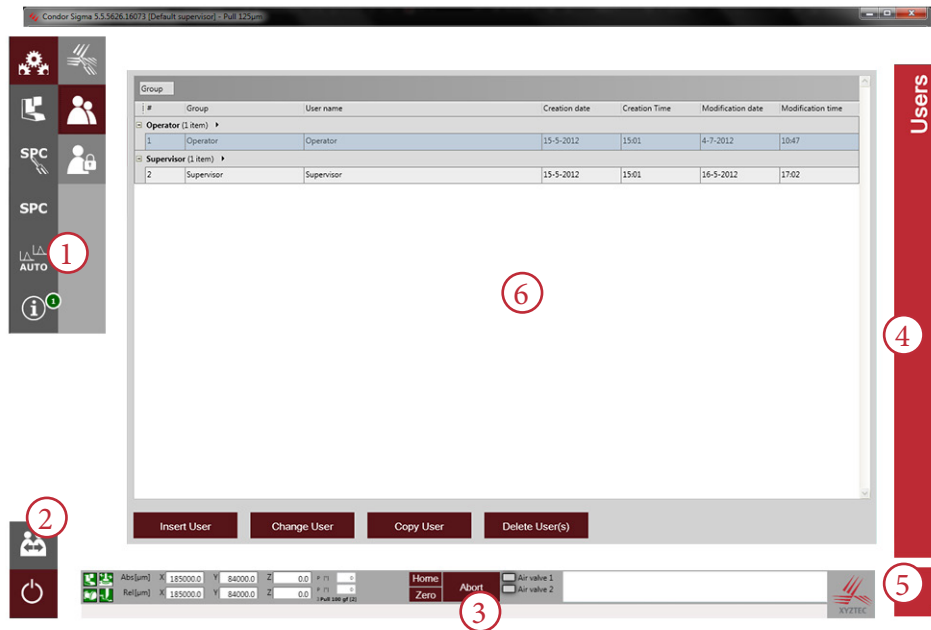 Condor Sigma 5.5.5626.16073 [Default supervisor] - Pull 125µm
Users
Group
# Group User name Creation date Creation Time Modification date Modification time
Operator (1 item)
1 Operator Operator 15-5-2012 15:01 4-7-2012 10:47
Supervisor (1 item)
2 Supervisor Supervisor 15-5-2012 15:01 16-5-2012 17:02
SPC
SPC
AUTO
1
1
6
4
2
Insert User Change User Copy User Delete User(s)
Abs[µm] X 185000.0 Y 84000.0 Z 0.0
Rel[µm] X 185000.0 Y 84000.0 Z 0.0
Pull 100 gf (2)
Home
Zero
Abort
Air valve 1
Air valve 2
3
5
XYZTEC